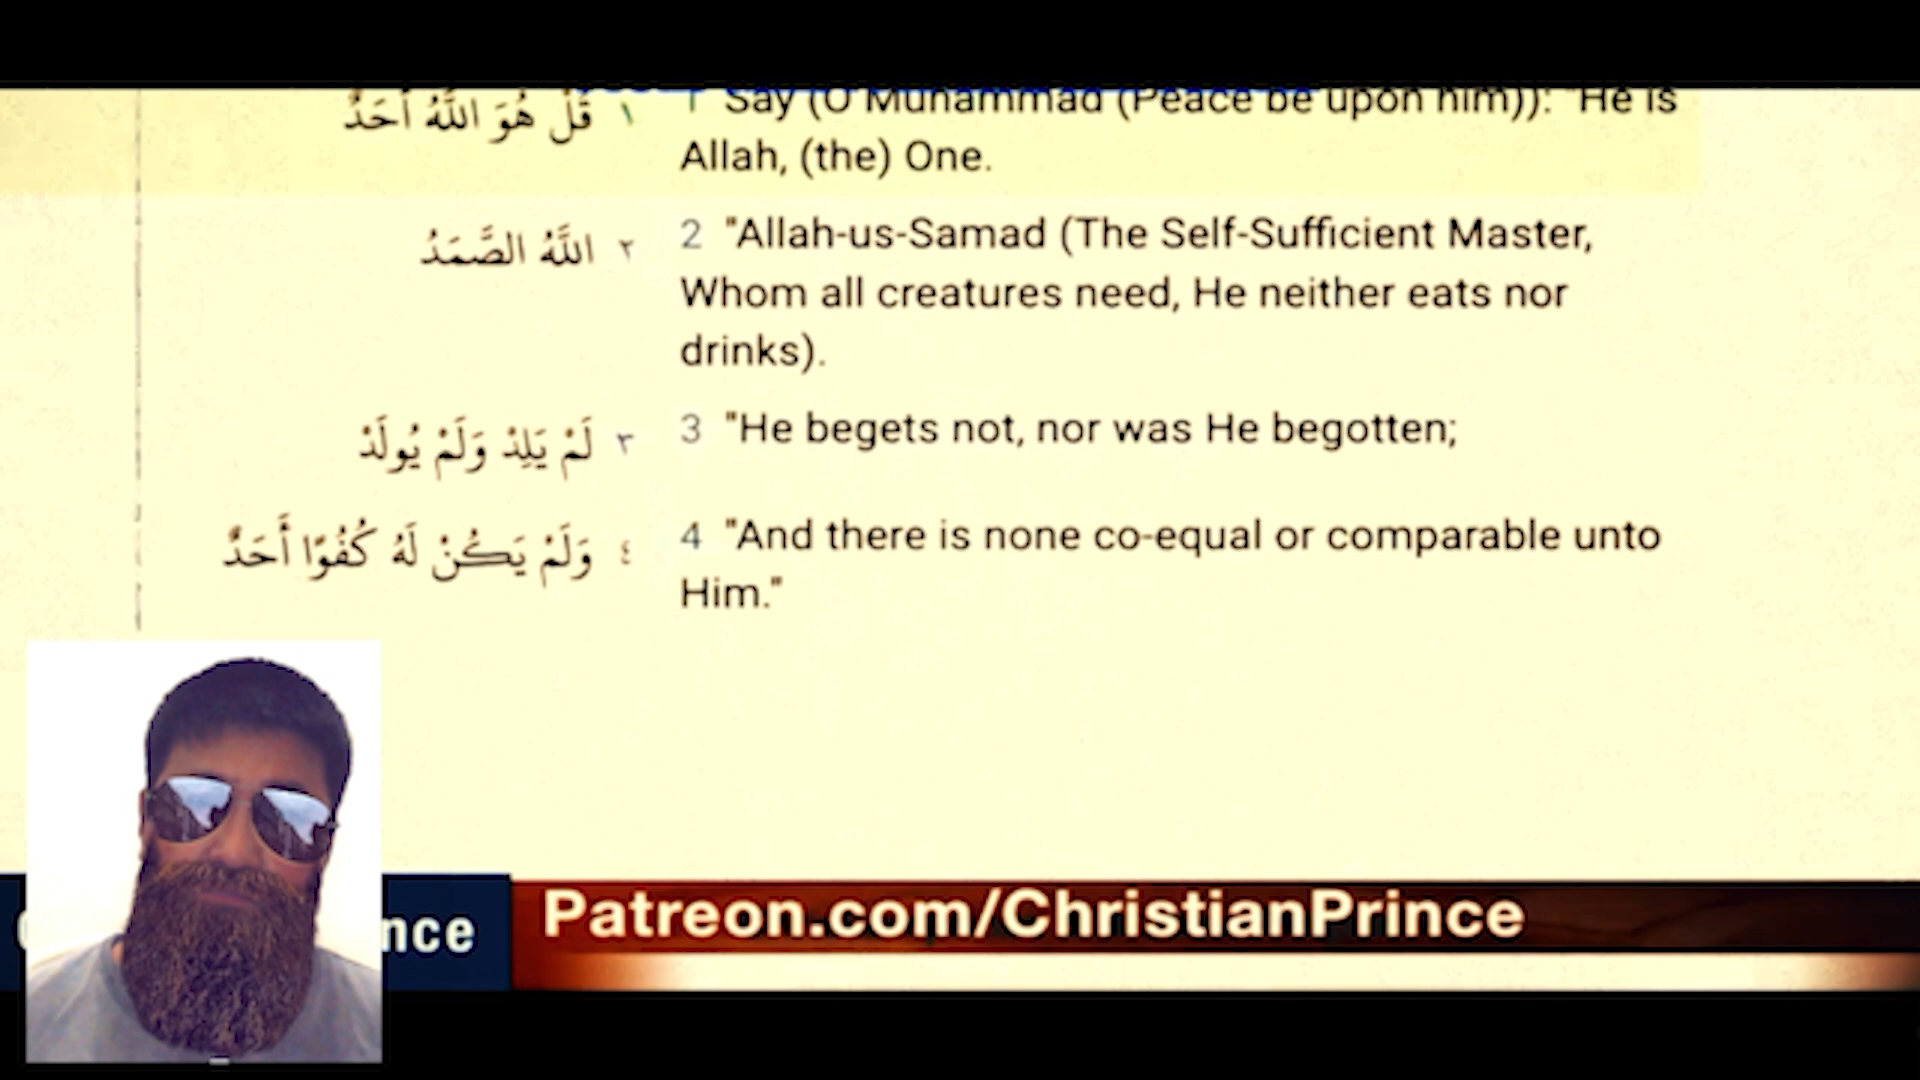 قُلْ هُوَ اللَّهُ أَحَدٌ ١
1 Say (O Muhammad (Peace be upon him)): "He is
Allah, (the) One.
اللَّهُ الصَّمَدُ ٢
2 "Allah-us-Samad (The Self-Sufficient Master,
Whom all creatures need, He neither eats nor
drinks).
لَمْ يَلِدْ وَلَمْ يُولَدْ ٣
3 "He begets not, nor was He begotten;
وَلَمْ يَكُنْ لَهُ كُفُوًا أَحَدٌ ٤
4 "And there is none co-equal or comparable unto
Him."
nce
Patreon.com/ChristianPrince